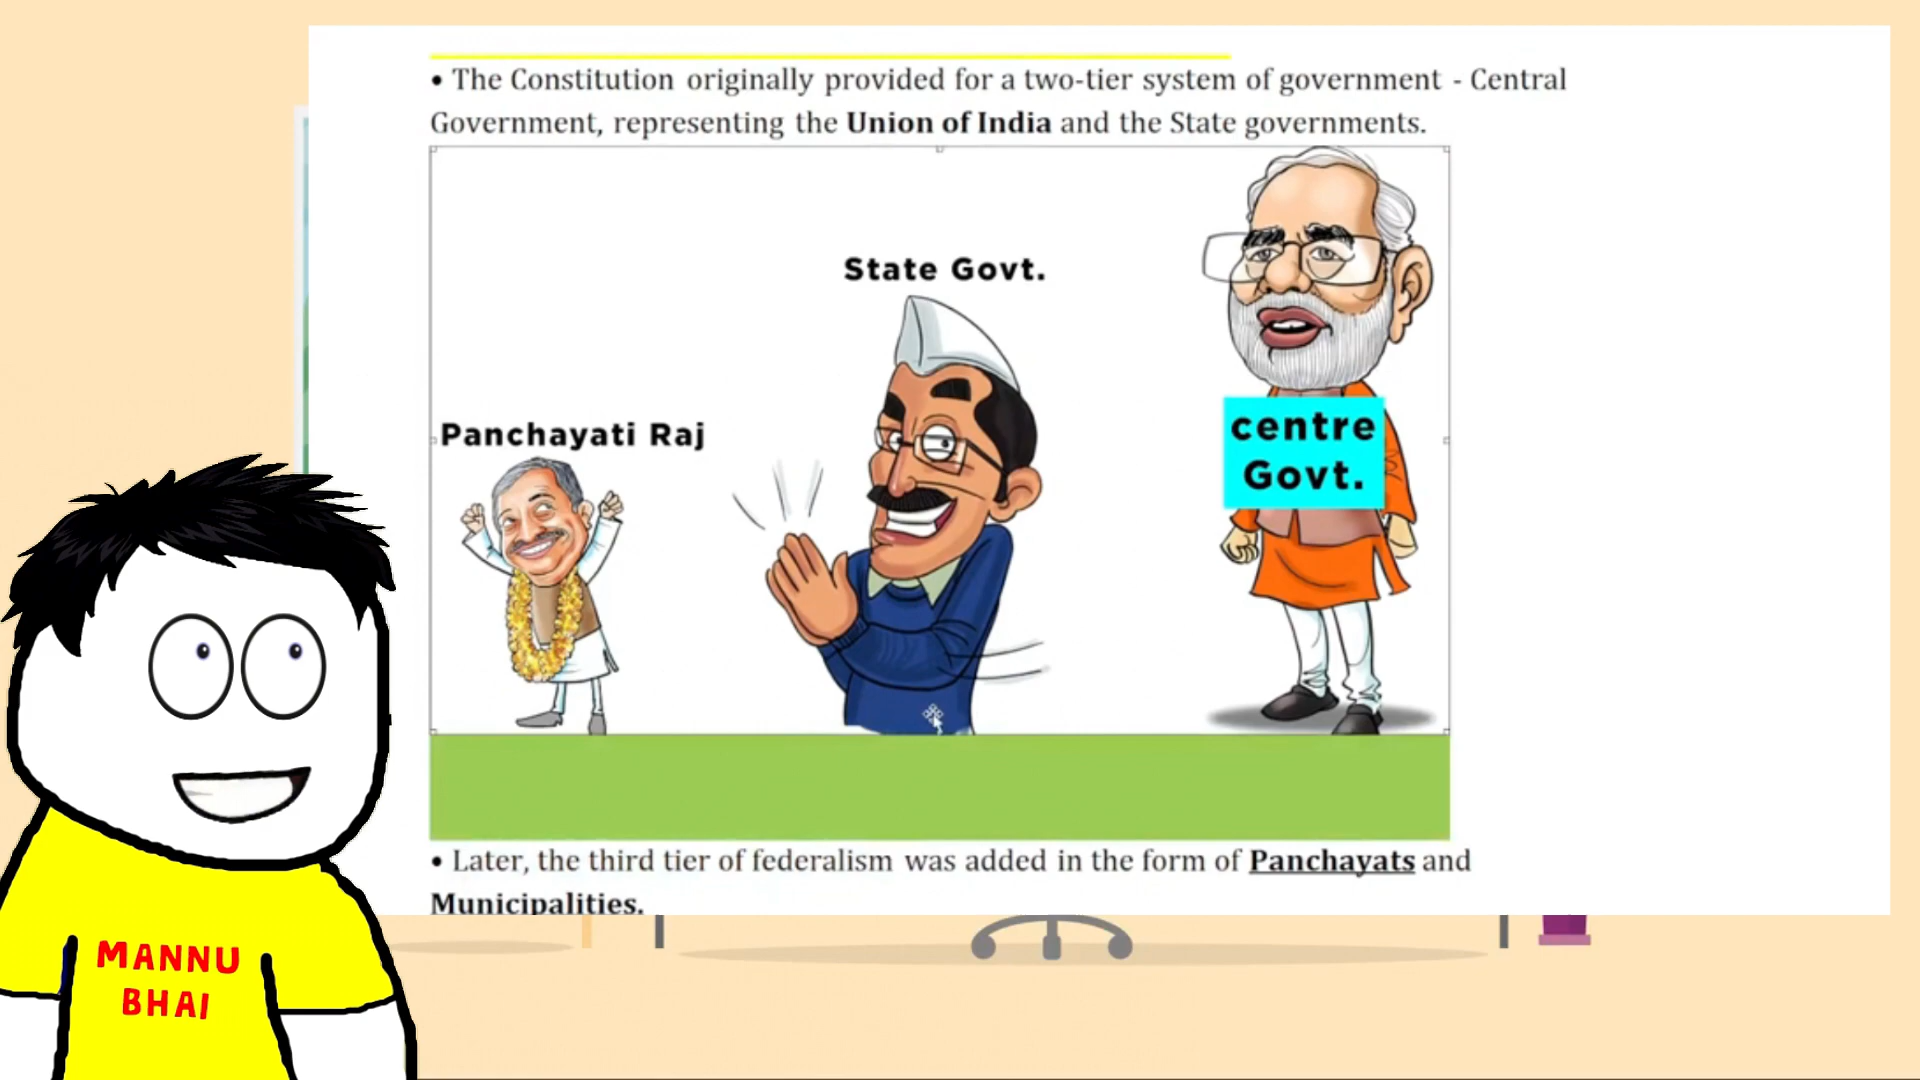 • The Constitution originally provided for a two-tier system of government - Central
Government, representing the Union of India and the State governments.
State Govt.
Panchayati Raj
centre
Govt.
• Later, the third tier of federalism was added in the form of Panchayats and
Municipalities.
MANNU
BHAI